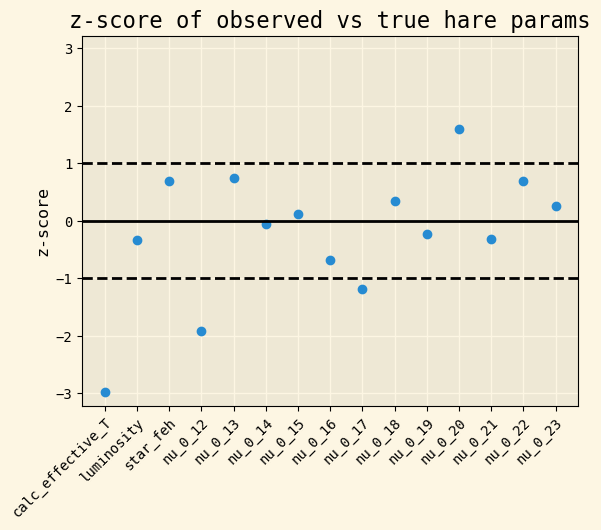 z-score of observed vs true hare params
z-score
3
2
1
0
−1
−2
−3
calc_effective_T
luminosity
star_feh
nu_0_12
nu_0_13
nu_0_14
nu_0_15
nu_0_16
nu_0_17
nu_0_18
nu_0_19
nu_0_20
nu_0_21
nu_0_22
nu_0_23